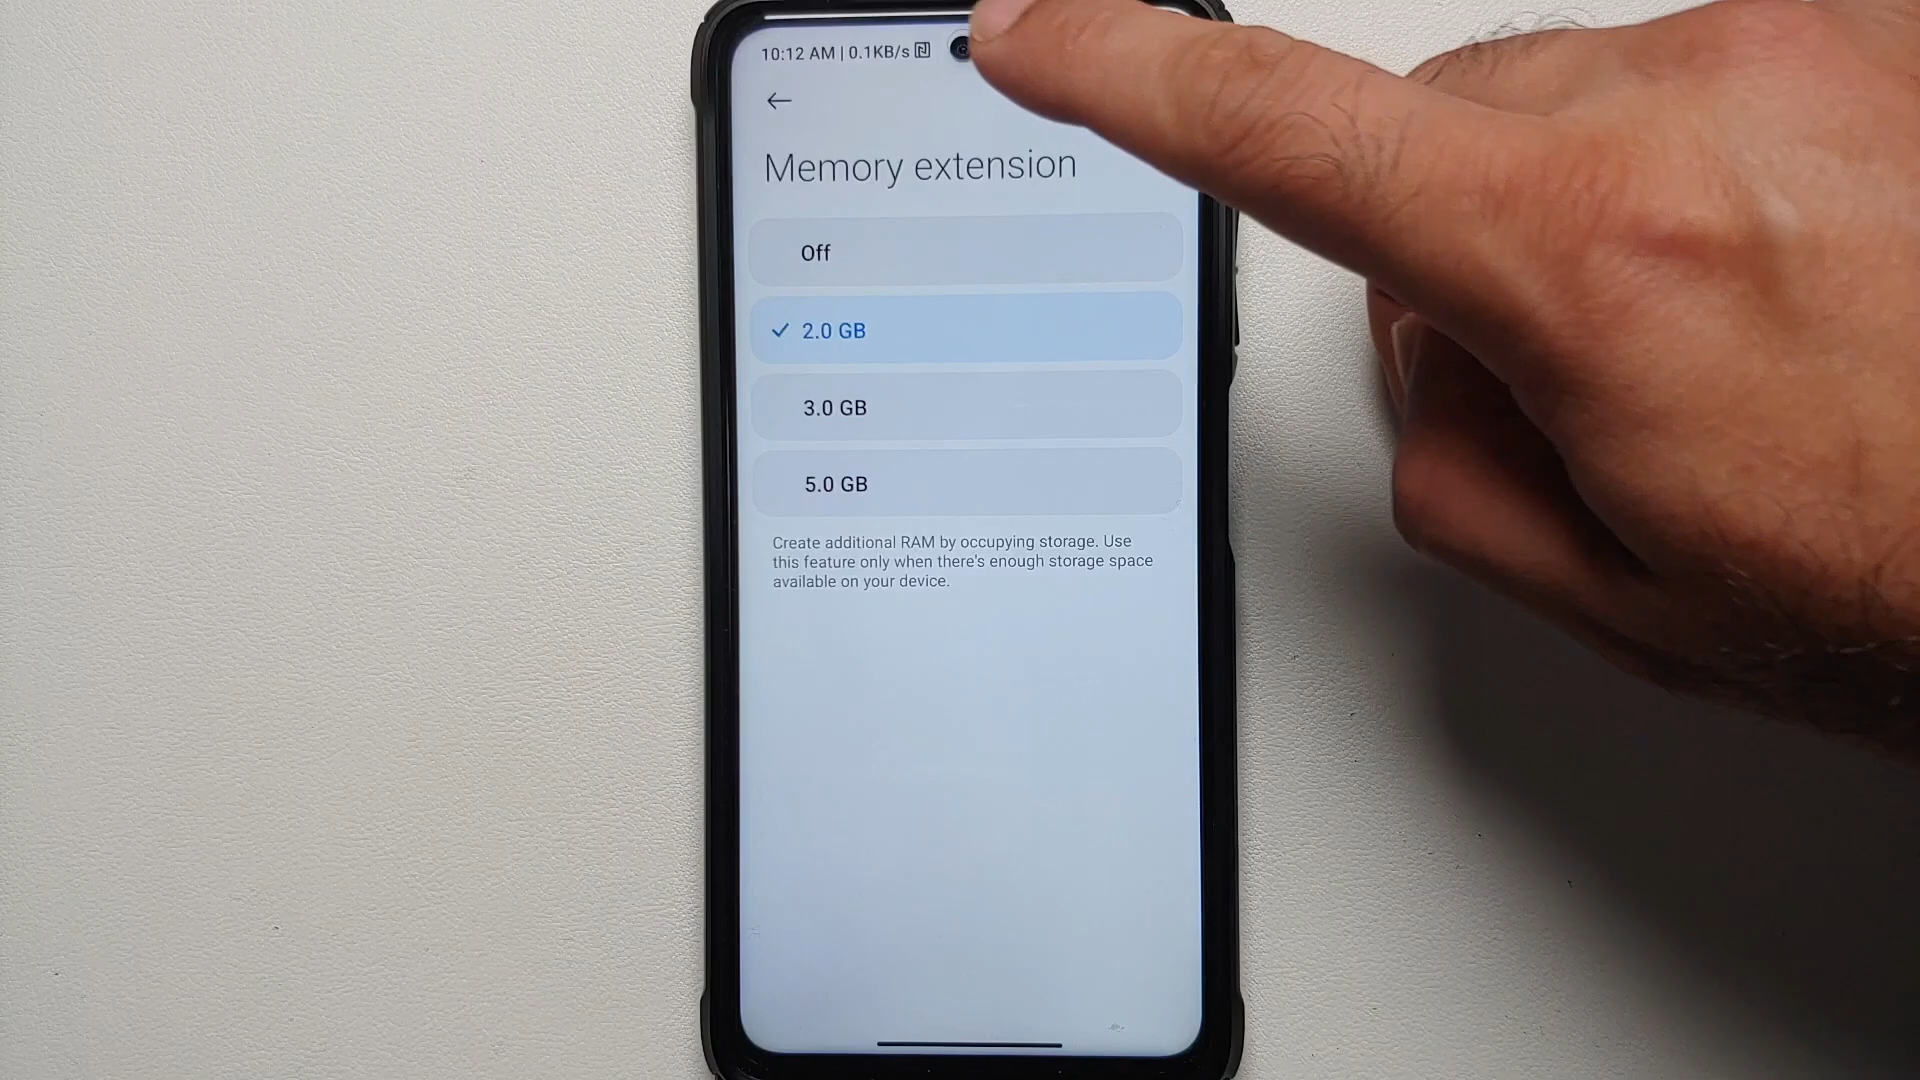 10:12 AM | 0.1KB/s
Memory extension
Off
2.0 GB
3.0 GB
5.0 GB
Create additional RAM by occupying storage. Use
this feature only when there's enough storage space
available on your device.